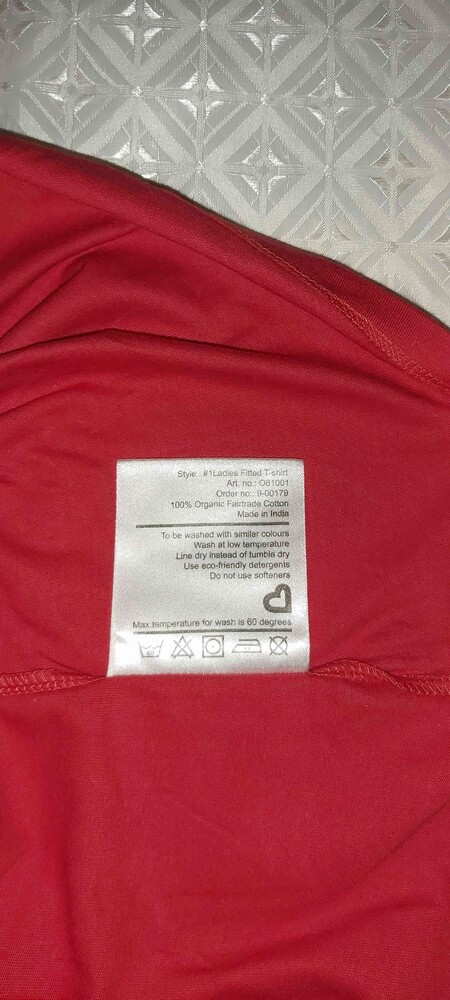 Style : #1Ladies Fitted T-shirt
Art. no.: O81001
Order no.: 9-00179
100% Organic Fairtrade Cotton
Made in India
To be washed with similar colours
Wash at low temperature
Line dry instead of tumble dry
Use eco-friendly detergents
Do not use softeners
Max temperature for wash is 60 degrees